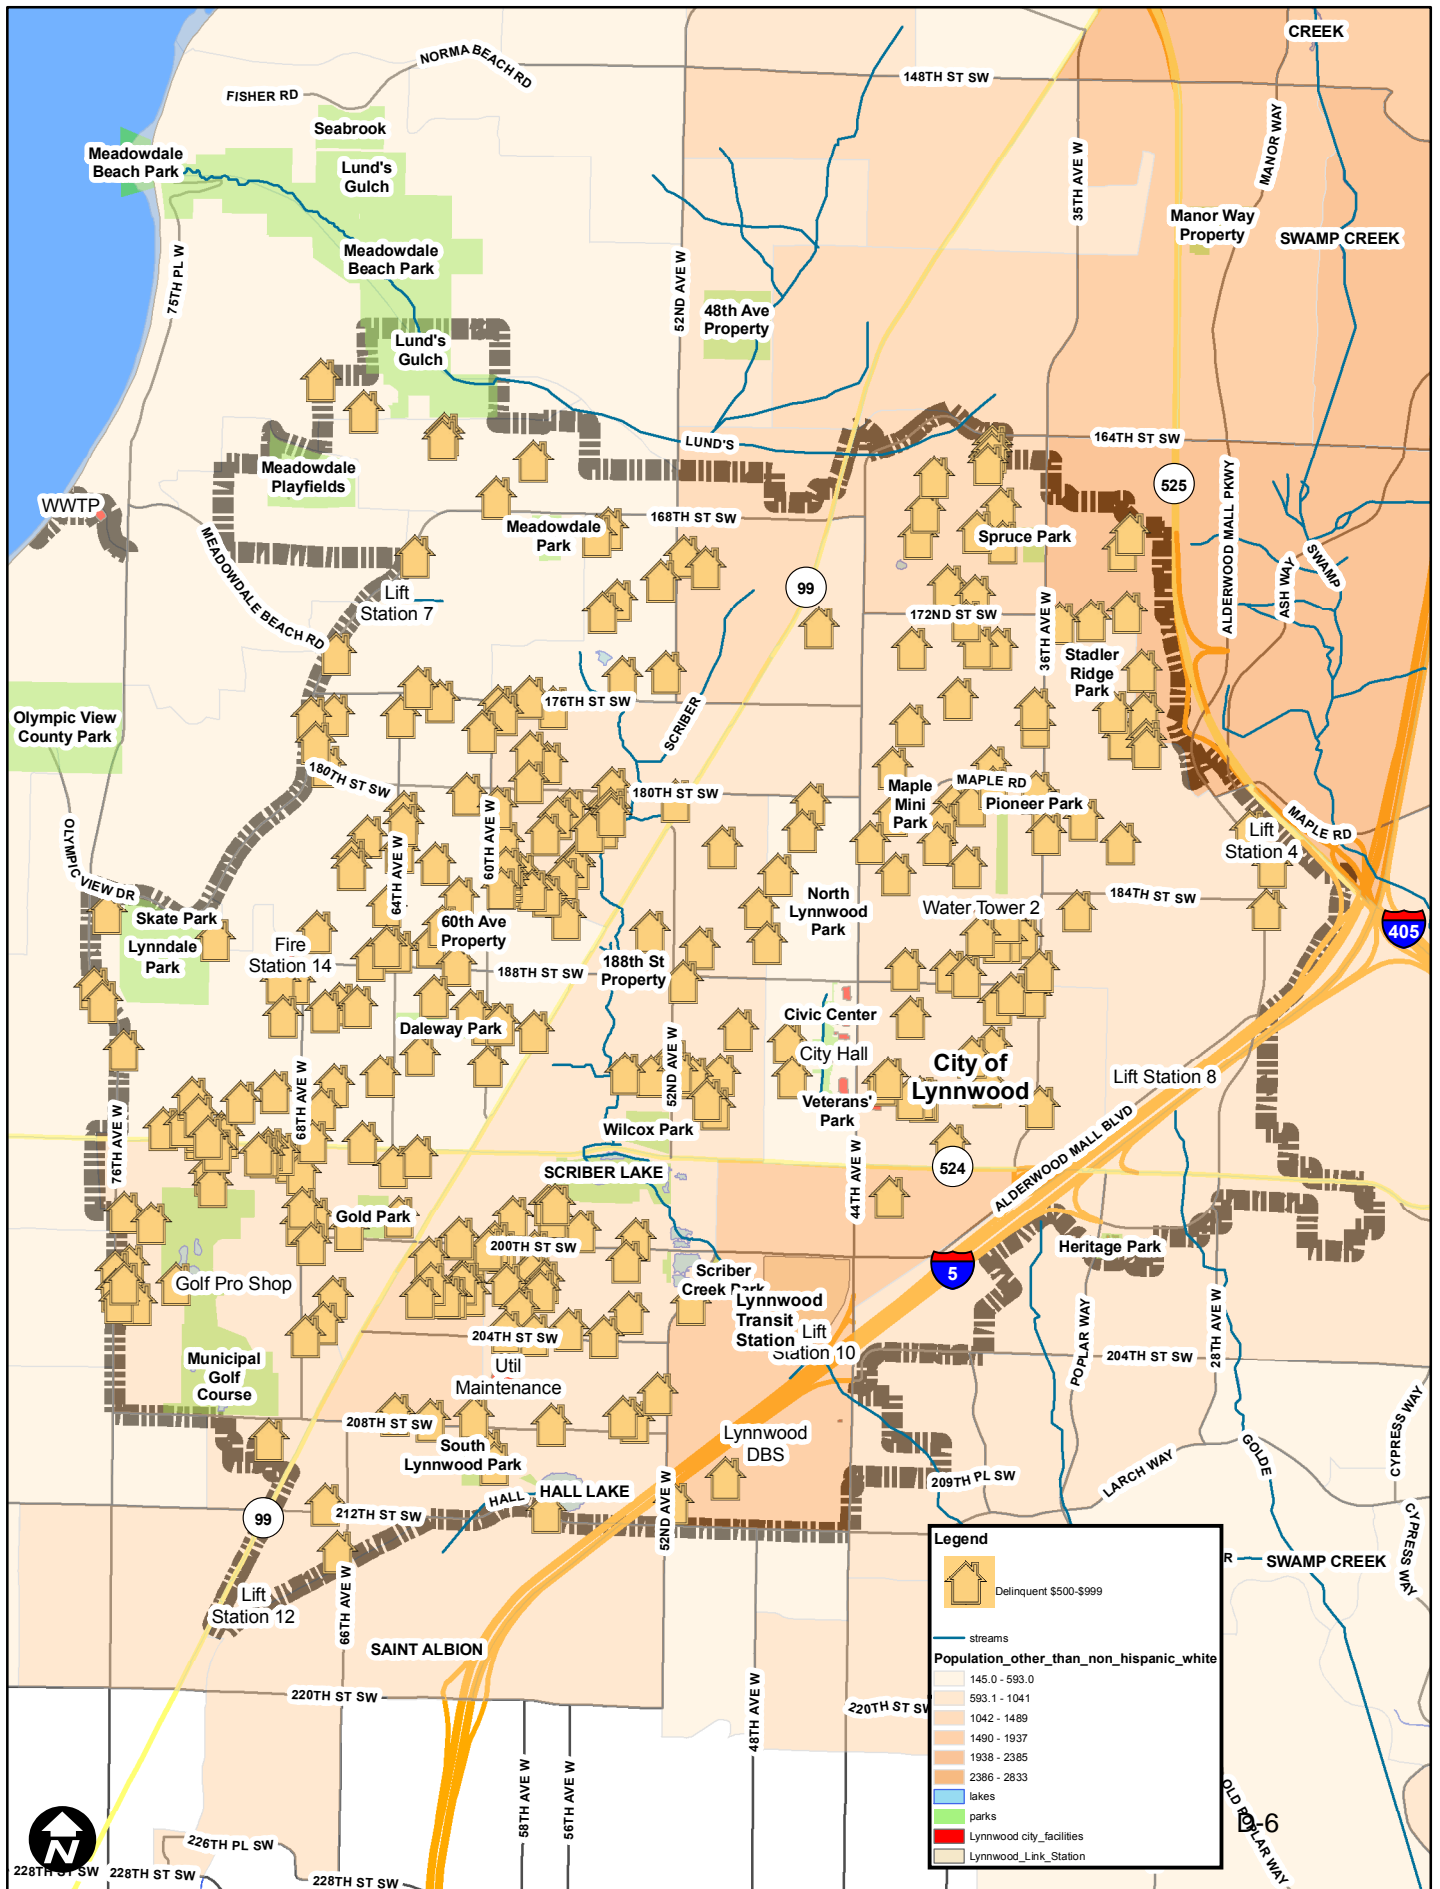 CREEK
NORMA BEACH RD
148TH ST SW
FISHER RD
Seabrook
MANOR WAY
Meadowdale
Beach Park
Lund's
Gulch
35TH AVE W
Manor Way
Property
SWAMP CREEK
Meadowdale
Beach Park
75TH PL W
52ND AVE W
48th Ave
Property
Lund's
Gulch
LUND'S
164TH ST SW
Meadowdale
Playfields
525
ALDERWOOD MALL PKWY
WWTP
168TH ST SW
Meadowdale
Park
Spruce Park
MEADOWDALE BEACH RD
SWAMP
ASH WAY
99
Lift
Station 7
172ND ST SW
36TH AVE W
Stadler
Ridge
Park
176TH ST SW
SCRIBER
Olympic View
County Park
180TH ST SW
180TH ST SW
MAPLE RD
Maple
Mini
Park
Pioneer Park
MAPLE RD
60TH AVE W
64TH AVE W
OLYMPIC VIEW DR
Lift
Station 4
184TH ST SW
North
Lynnwood
Park
Water Tower 2
Skate Park
60th Ave
Property
405
Lynndale
Park
Fire
Station 14
188TH ST SW
188th St
Property
Civic Center
Daleway Park
City Hall
52ND AVE W
City of
Lynnwood
Lift Station 8
68TH AVE W
Veterans'
Park
76TH AVE W
Wilcox Park
ALDERWOOD MALL BLVD
44TH AVE W
524
SCRIBER LAKE
Gold Park
200TH ST SW
Heritage Park
5
Golf Pro Shop
Scriber
Creek Park
Lynnwood
Transit
Station
28TH AVE W
204TH ST SW
Lift
Station 10
POPLAR WAY
204TH ST SW
Municipal
Golf
Course
Util
Maintenance
208TH ST SW
CYPRESS WAY
Lynnwood
DBS
South
Lynnwood Park
GOLDE
LARCH WAY
209TH PL SW
HALL
HALL LAKE
52ND AVE W
99
212TH ST SW
CYPRESS WAY
66TH AVE W
Lift
Station 12
SAINT ALBION
R
SWAMP CREEK
220TH ST SW
48TH AVE W
220TH ST SW
58TH AVE W
56TH AVE W
OLD POPLAR WAY
226TH PL SW
228TH ST SW
228TH ST SW
228TH ST SW
N
Legend
Delinquent $500-$999
streams
Population_other_than_non_hispanic_white
145.0 - 593.0
593.1 - 1041
1042 - 1489
1490 - 1937
1938 - 2385
2386 - 2833
lakes
parks
Lynnwood city_facilities
Lynnwood_Link_Station
D-6